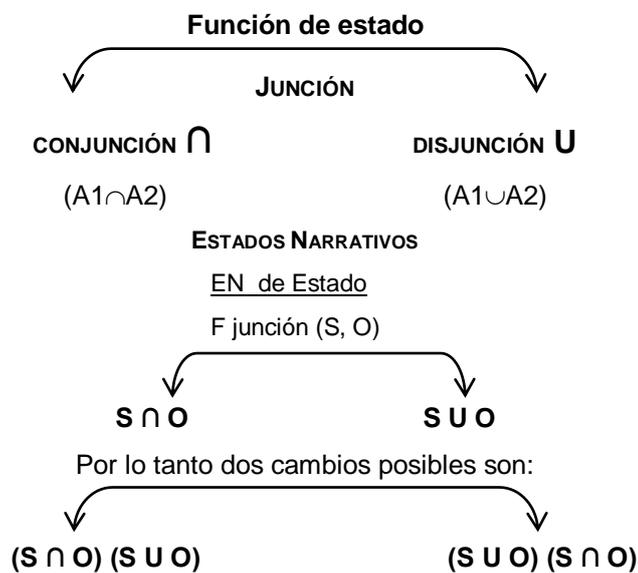 Función de estado
JUNCIÓN
CONJUNCIÓN ∩ DISJUNCIÓN U
(A1∩A2) (A1∪A2)
ESTADOS NARRATIVOS
EN de Estado
F junción (S, O)
S ∩ O S U O
Por lo tanto dos cambios posibles son:
(S ∩ O) (S U O) (S U O) (S ∩ O)